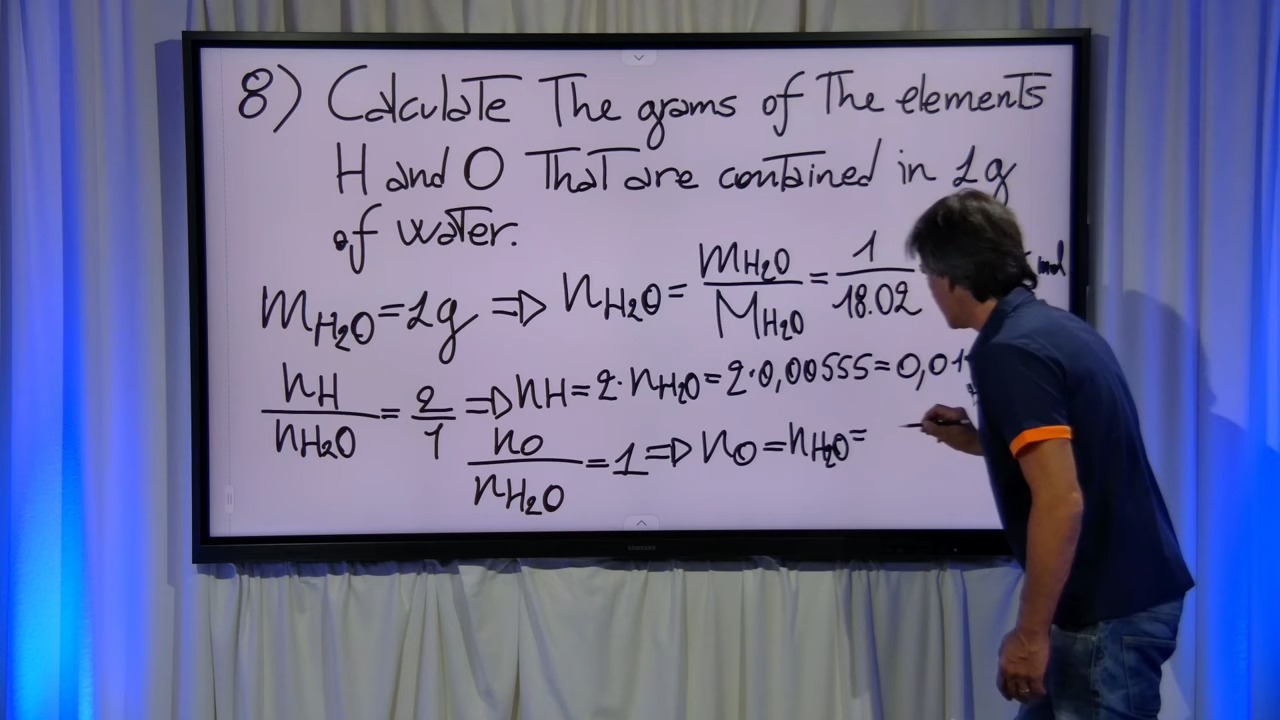 8) Calculate The grams of The elements
H and O That are contained in 1g
of water.
mH₂O=1g ⇒ nH₂O= mH₂O/MH₂O = 1/18.02 mol
nH/nH₂O = 2/1 ⇒ nH=2·nH₂O=2·0,00555=0,01
nO/nH₂O =1⇒ nO=nH₂O=
SAMSUNG